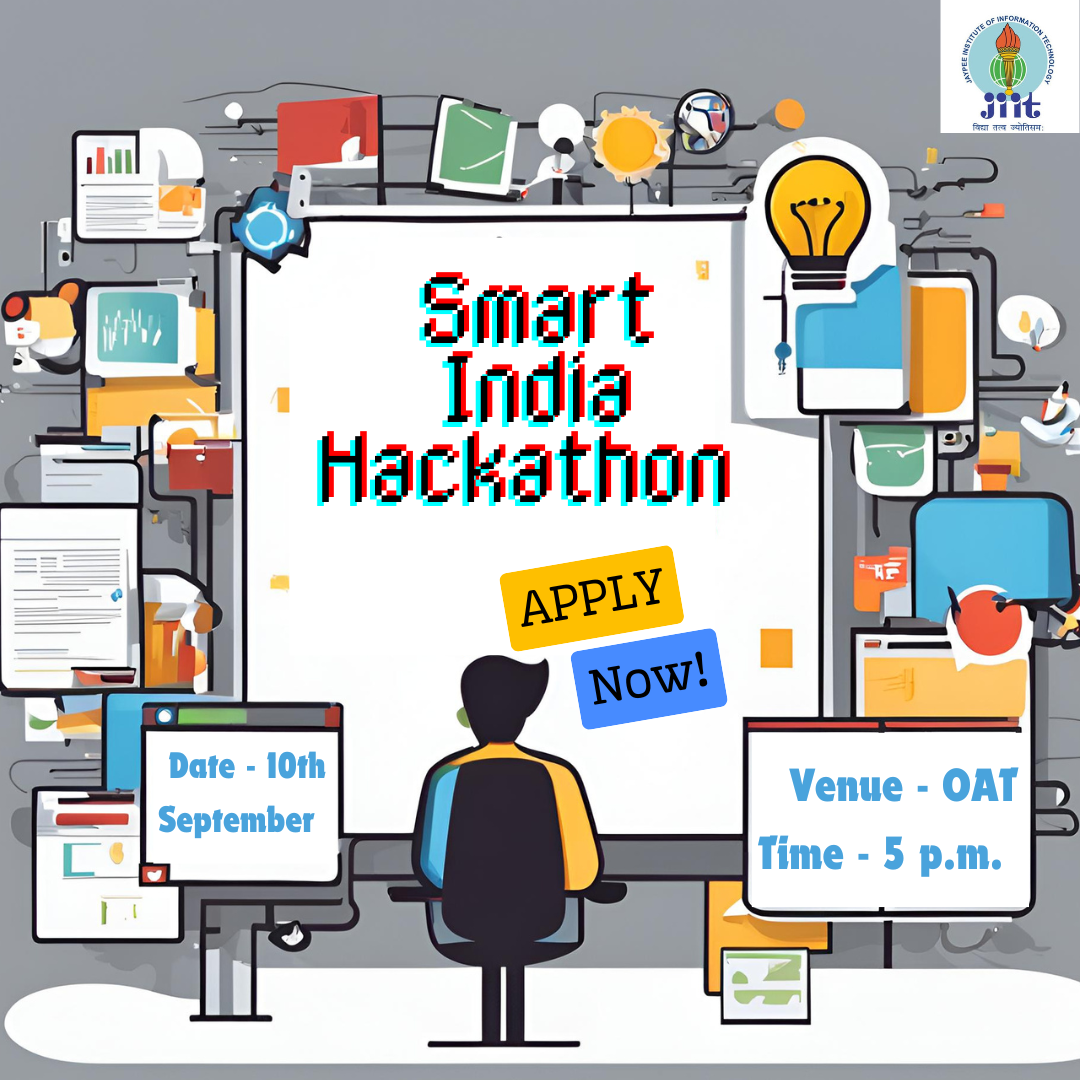 JAYPEE INSTITUTE OF INFORMATION TECHNOLOGY
jiit
विद्या तत्व ज्योतिसमः
Smart
India
Hackathon
APPLY
Now!
Date - 10th
September
Venue - OAT
Time - 5 p.m.